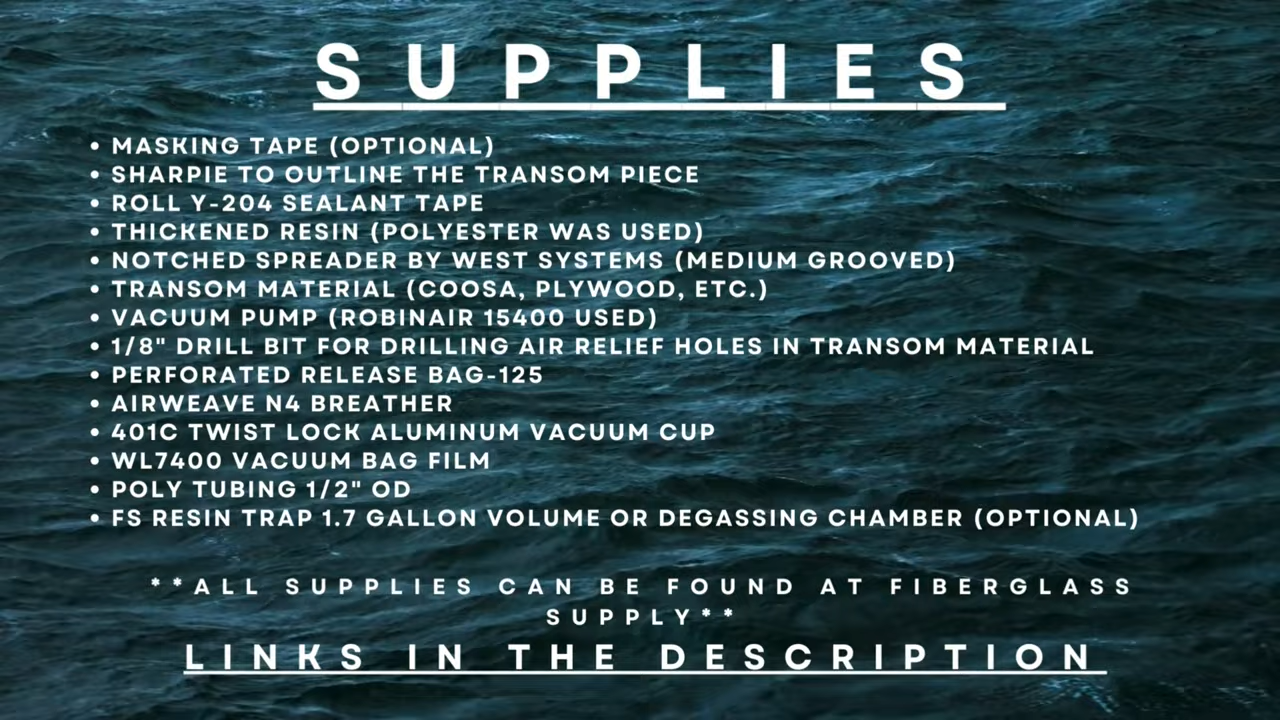 SUPPLIES
• MASKING TAPE (OPTIONAL)
• SHARPIE TO OUTLINE THE TRANSOM PIECE
• ROLL Y-204 SEALANT TAPE
• THICKENED RESIN (POLYESTER WAS USED)
• NOTCHED SPREADER BY WEST SYSTEMS (MEDIUM GROOVED)
• TRANSOM MATERIAL (COOSA, PLYWOOD, ETC.)
• VACUUM PUMP (ROBINAIR 15400 USED)
• 1/8" DRILL BIT FOR DRILLING AIR RELIEF HOLES IN TRANSOM MATERIAL
• PERFORATED RELEASE BAG-125
• AIRWEAVE N4 BREATHER
• 401C TWIST LOCK ALUMINUM VACUUM CUP
• WL7400 VACUUM BAG FILM
• POLY TUBING 1/2" OD
• FS RESIN TRAP 1.7 GALLON VOLUME OR DEGASSING CHAMBER (OPTIONAL)
**ALL SUPPLIES CAN BE FOUND AT FIBERGLASS
SUPPLY**
LINKS IN THE DESCRIPTION